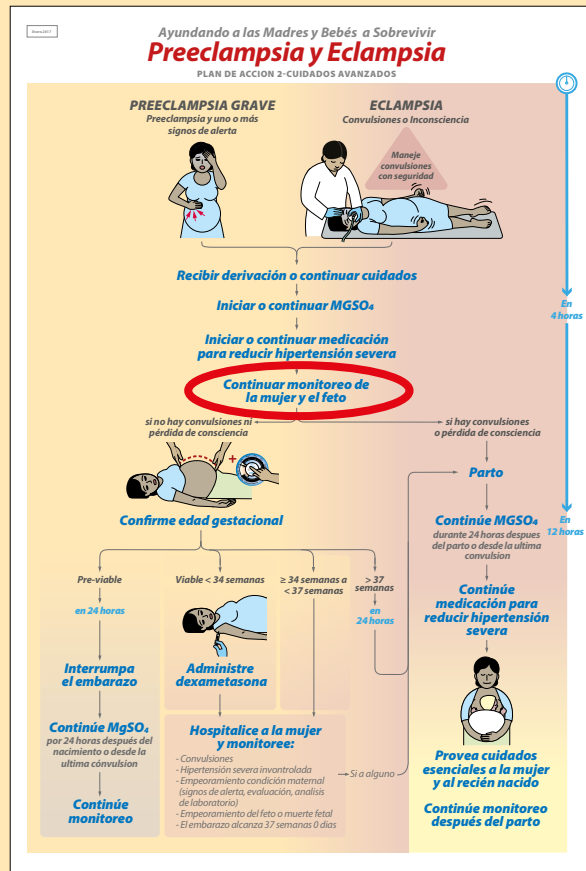 Enero 2017
Ayundando a las Madres y Bebés a Sobrevivir
Preeclampsia y Eclampsia
PLAN DE ACCION 2-CUIDADOS AVANZADOS
PREECLAMPSIA GRAVE
Preeclampsia y uno o más
signos de alerta
ECLAMPSIA
Convulsiones o Inconsciencia
Maneje
convulsiones
con seguridad
Recibir derivación o continuar cuidados
Iniciar o continuar MGSO₄
En
4 horas
Iniciar o continuar medicación
para reducir hipertensión severa
Continuar monitoreo de
la mujer y el feto
si no hay convulsiones ni
pérdida de consciencia
si hay convulsiones
o pérdida de consciencia
+
Parto
Confirme edad gestacional
Continúe MGSO₄
durante 24 horas despues
del parto o desde la ultima
convulsion
En
12 horas
Pre-viable
en 24 horas
Interrumpa
el embarazo
Continúe MgSO₄
por 24 horas después del
nacimiento o desde la
ultima cónvulsion
Continúe
monitoreo
Viable < 34 semanas
Administre
dexametasona
≥ 34 semanas a
< 37 semanas
> 37
semanas
en
24 horas
Hospitalice a la mujer
y monitoree:
- Convulsiones
- Hipertensión severa invontrolada
- Empeoramiento condición maternal
(signos de alerta, evaluación, analisis
de laboratorio)
- Empeoramiento del feto o muerte fetal
- El embarazo alcanza 37 semanas 0 dias
Si a alguno
Continúe
medicación para
reducir hipertensión
severa
Provea cuidados
esenciales a la mujer
y al recién nacido
Continúe monitoreo
después del parto